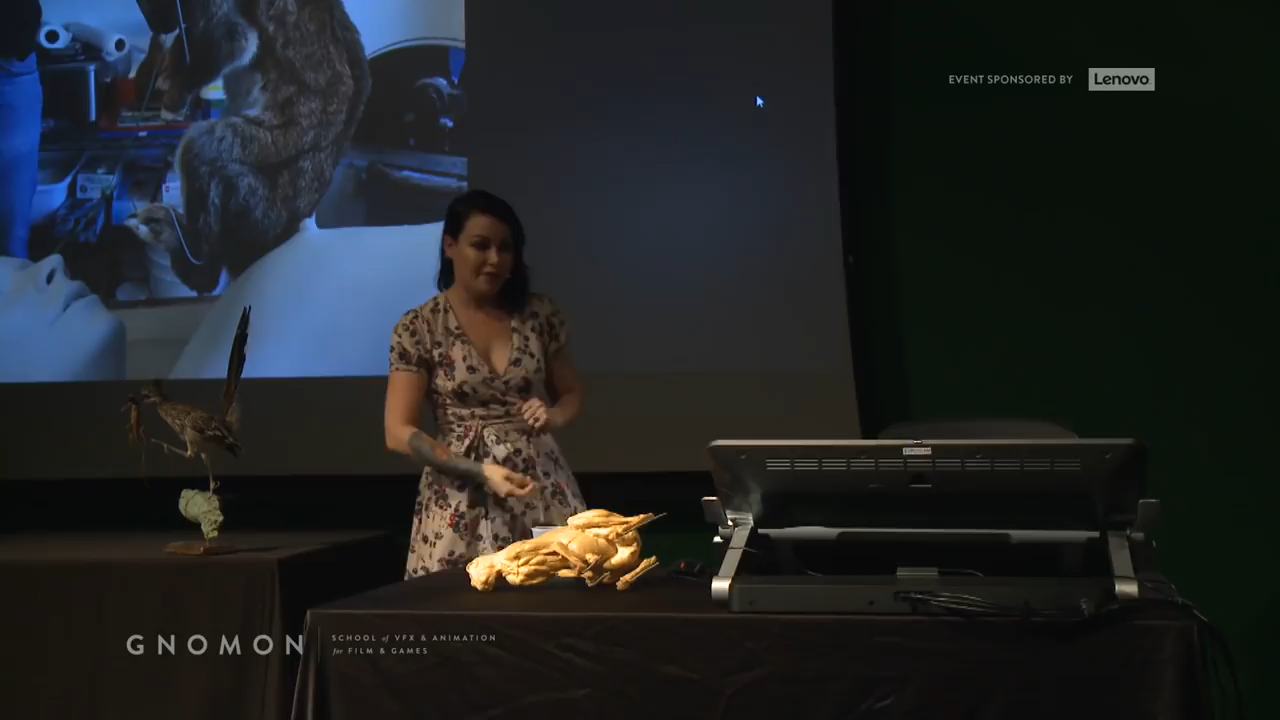 EVENT SPONSORED BY Lenovo
GNOMON
SCHOOL of VFX & ANIMATION
for FILM & GAMES